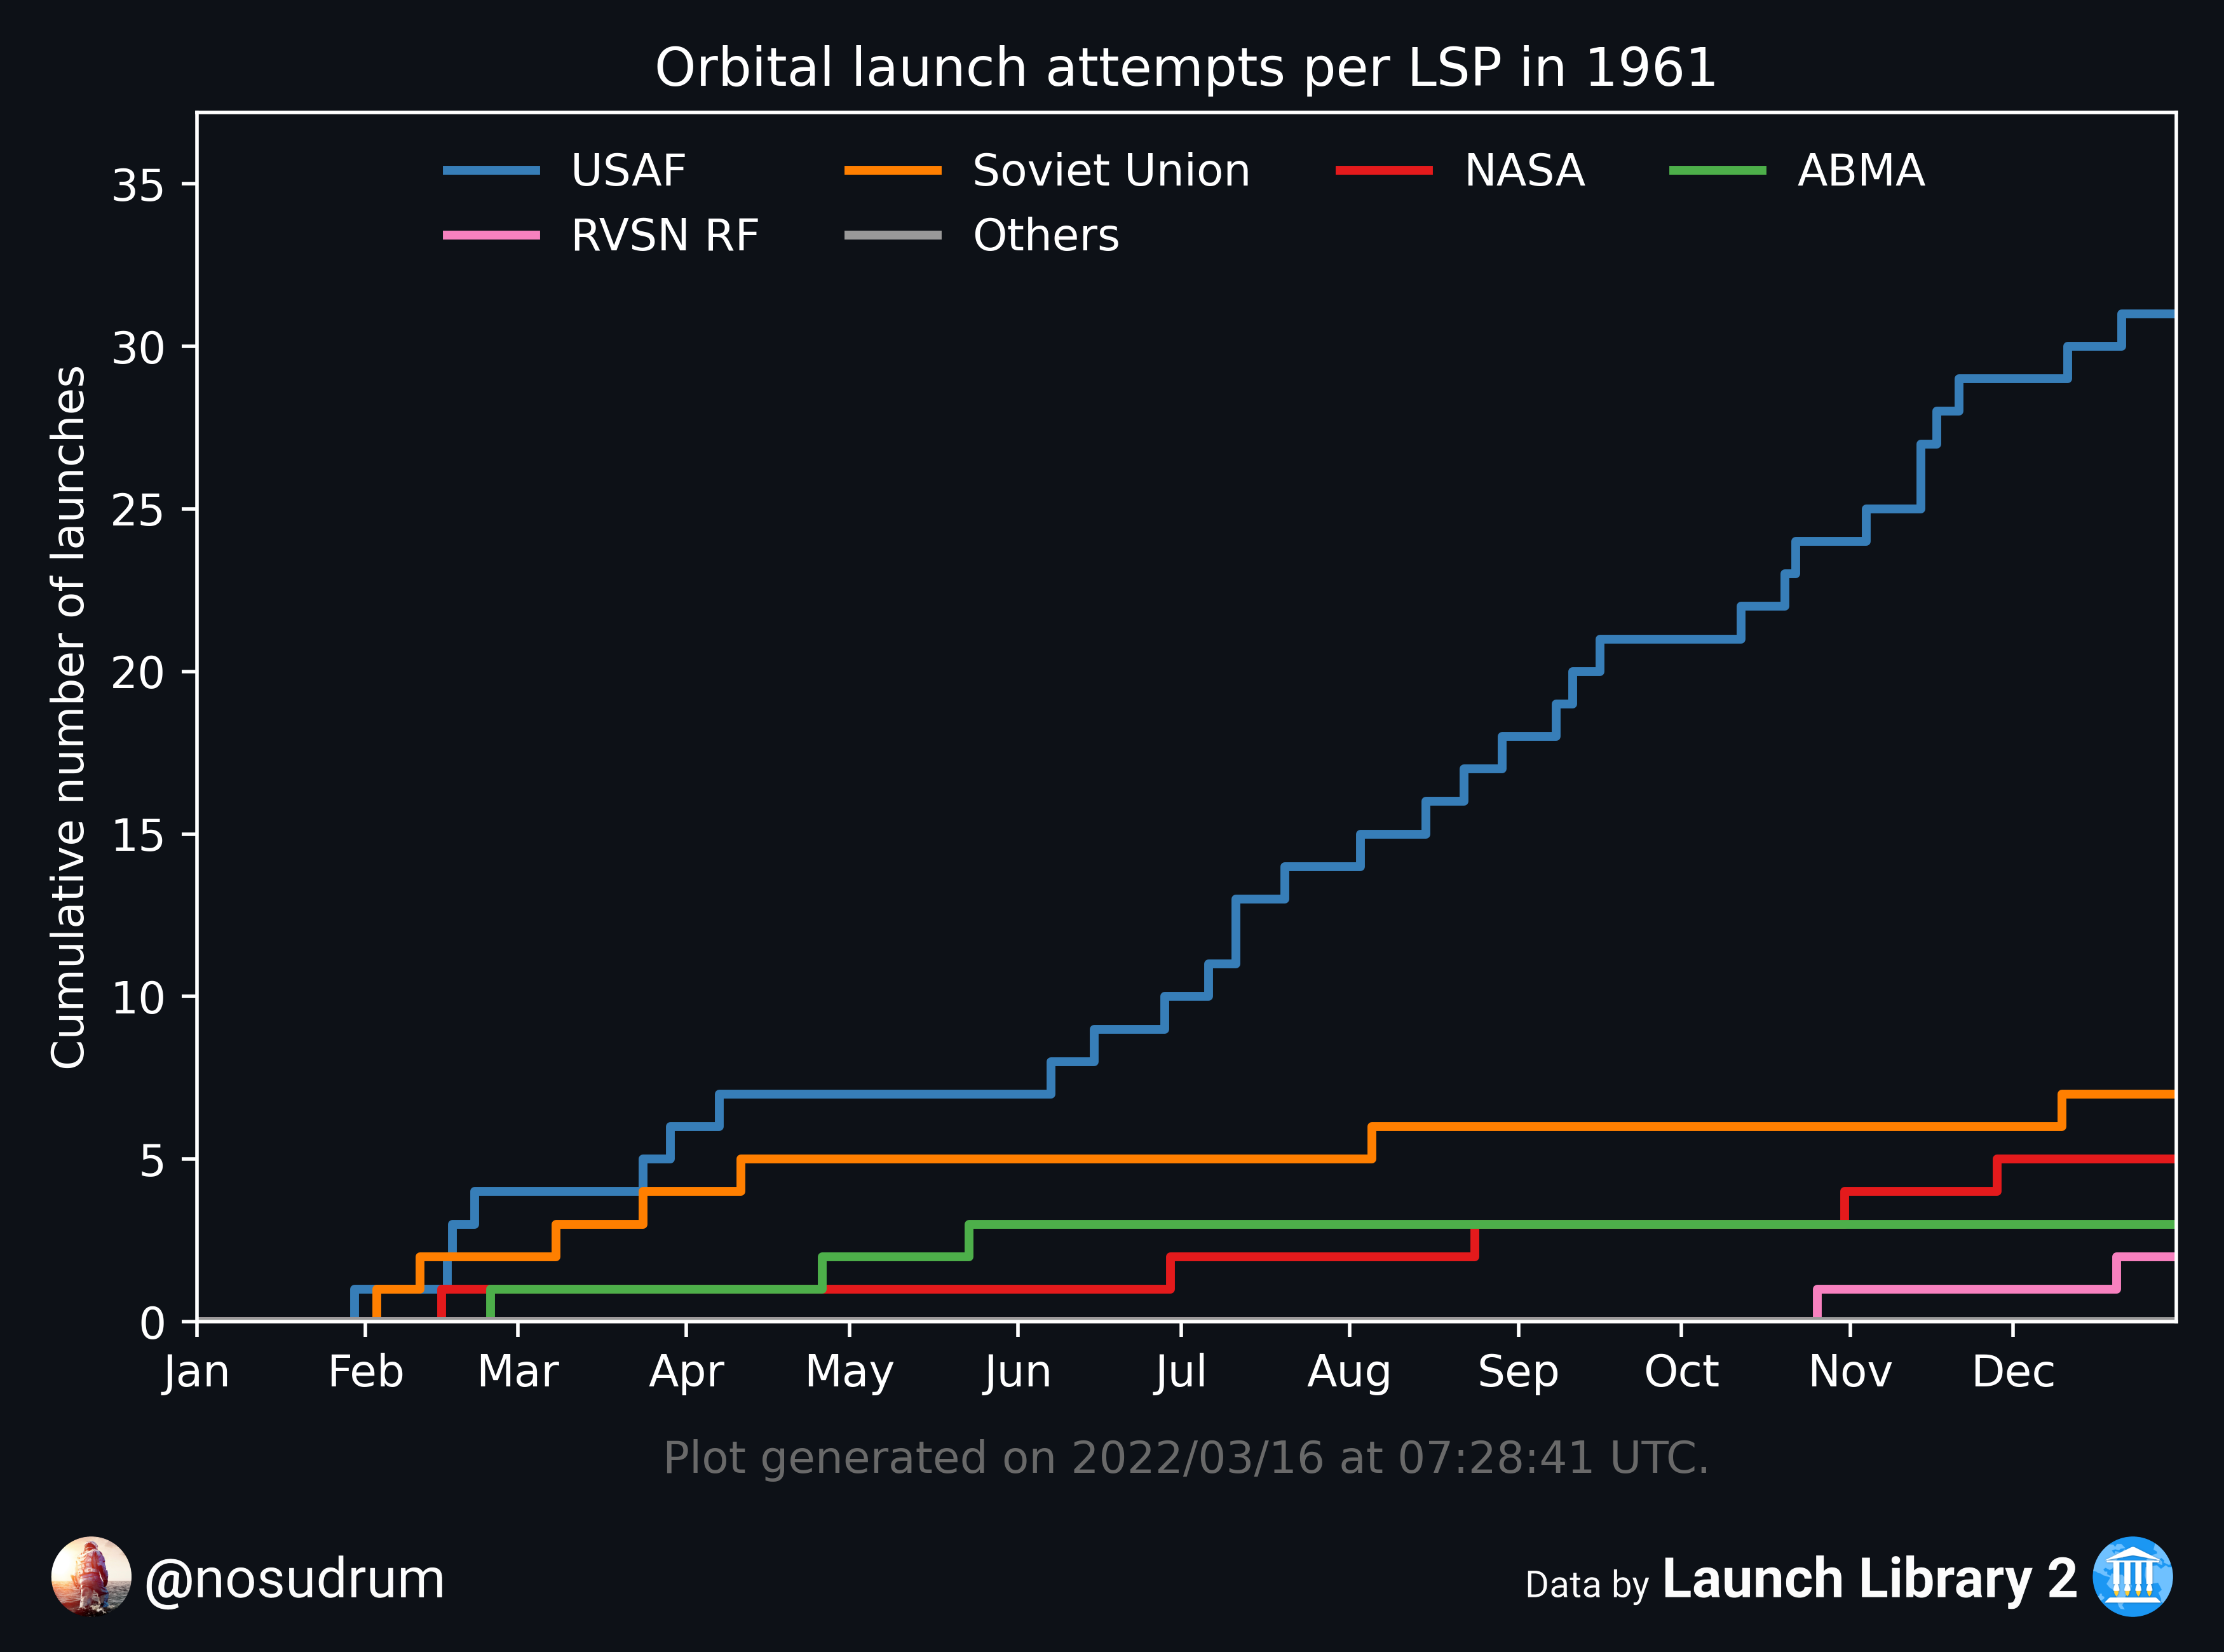 Orbital launch attempts per LSP in 1961
USAF Soviet Union NASA ABMA
RVSN RF Others
Cumulative number of launches
35
30
25
20
15
10
5
0
Jan Feb Mar Apr May Jun Jul Aug Sep Oct Nov Dec
Plot generated on 2022/03/16 at 07:28:41 UTC.
@nosudrum
Data by Launch Library 2